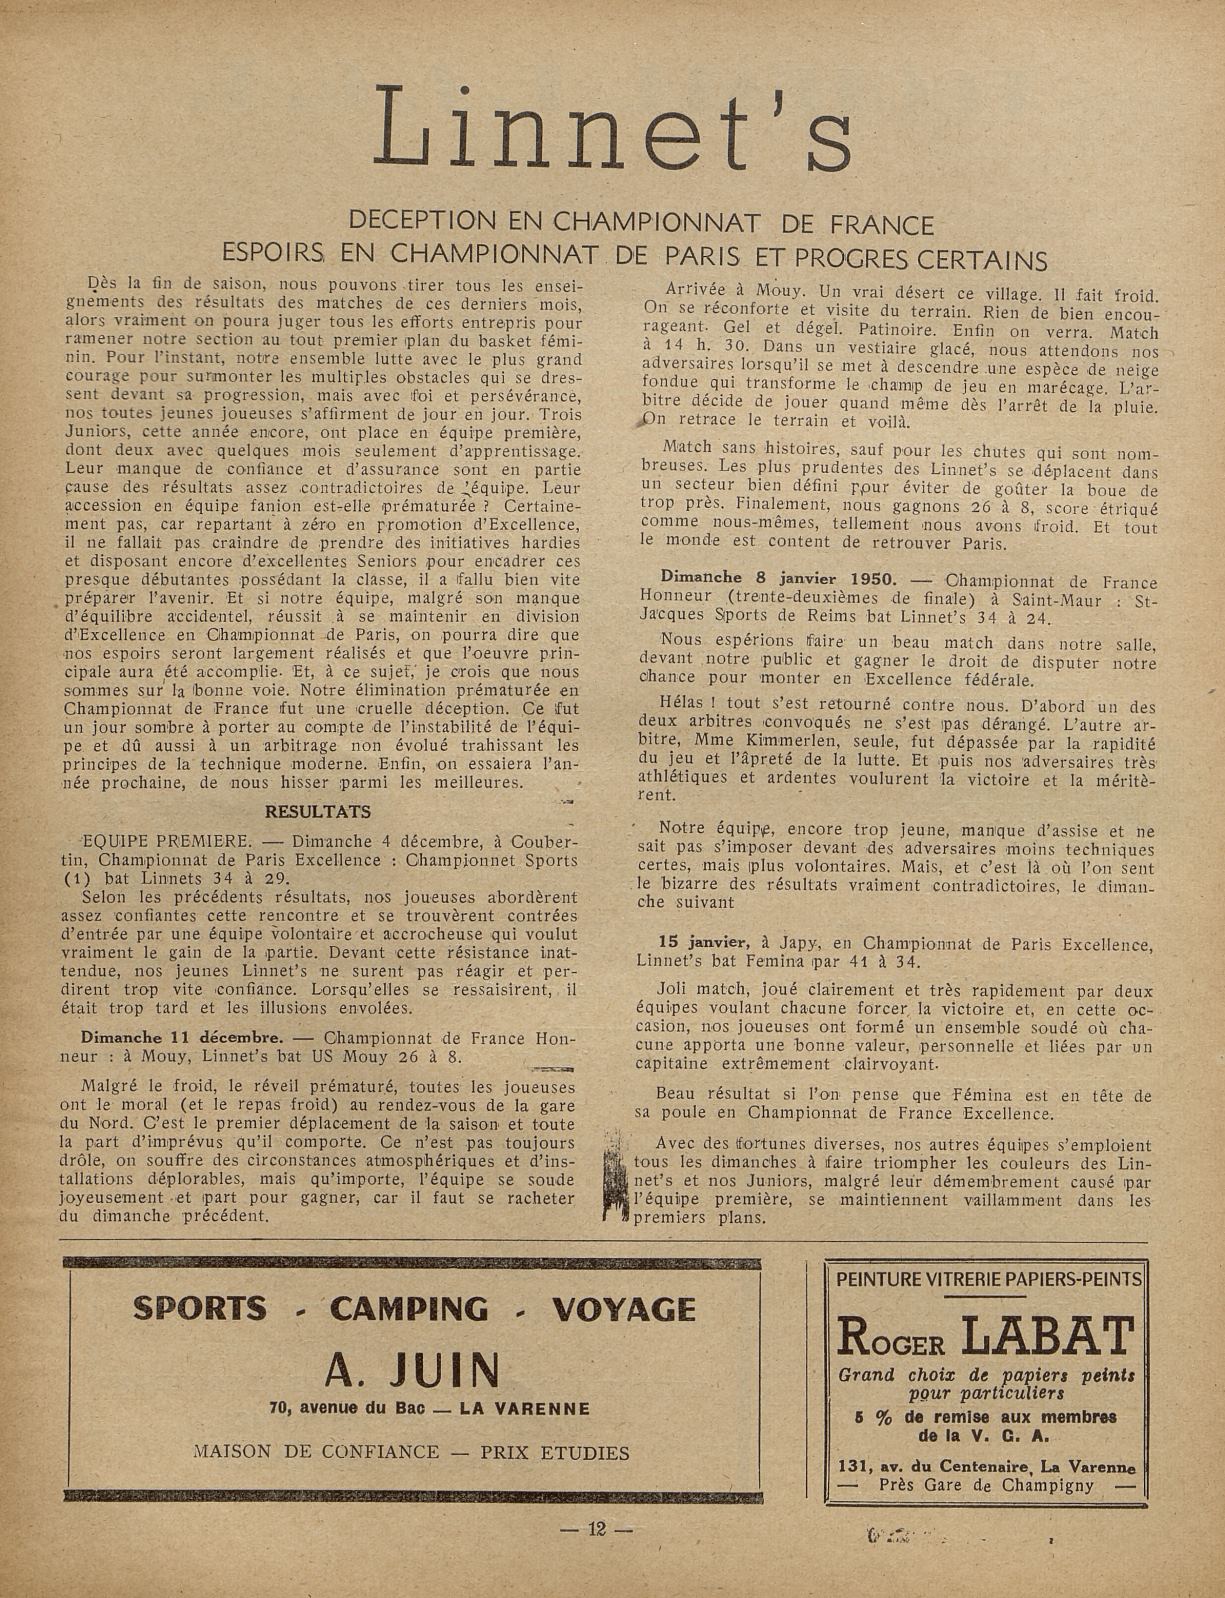 Linnet's
DECEPTION EN CHAMPIONNAT DE FRANCE
ESPOIRS EN CHAMPIONNAT DE PARIS ET PROGRES CERTAINS
Dès la fin de saison, nous pouvons tirer tous les ensei-
gnements des résultats des matches de ces derniers mois,
alors vraiment on poura juger tous les efforts entrepris pour
ramener notre section au tout premier plan du basket fémi-
nin. Pour l'instant, notre ensemble lutte avec le plus grand
courage pour surmonter les multiples obstacles qui se dres-
sent devant sa progression, mais avec foi et persévérance,
nos toutes jeunes joueuses s'affirment de jour en jour. Trois
Juniors, cette année encore, ont place en équipe première,
dont deux avec quelques mois seulement d'apprentissage.
Leur manque de confiance et d'assurance sont en partie
cause des résultats assez contradictoires de l'équipe. Leur
accession en équipe fanion est-elle prématurée ? Certaine-
ment pas, car repartant à zéro en promotion d'Excellence,
il ne fallait pas craindre de prendre des initiatives hardies
et disposant encore d'excellentes Seniors pour encadrer ces
presque débutantes possédant la classe, il a fallu bien vite
préparer l'avenir. Et si notre équipe, malgré son manque
d'équilibre accidentel, réussit à se maintenir en division
d'Excellence en Championnat de Paris, on pourra dire que
nos espoirs seront largement réalisés et que l'oeuvre prin-
cipale aura été accomplie. Et, à ce sujet, je crois que nous
sommes sur la bonne voie. Notre élimination prématurée en
Championnat de France fut une cruelle déception. Ce fut
un jour sombre à porter au compte de l'instabilité de l'équi-
pe et dû aussi à un arbitrage non évolué trahissant les
principes de la technique moderne. Enfin, on essaiera l'an-
née prochaine, de nous hisser parmi les meilleures.
RESULTATS
EQUIPE PREMIERE. — Dimanche 4 décembre, à Couber-
tin, Championnat de Paris Excellence : Championnet Sports
(1) bat Linnets 34 à 29.
Selon les précédents résultats, nos joueuses abordèrent
assez confiantes cette rencontre et se trouvèrent contrées
d'entrée par une équipe volontaire et accrocheuse qui voulut
vraiment le gain de la partie. Devant cette résistance inat-
tendue, nos jeunes Linnet's ne surent pas réagir et per-
dirent trop vite confiance. Lorsqu'elles se ressaisirent, il
était trop tard et les illusions envolées.
Dimanche 11 décembre. — Championnat de France Hon-
neur : à Mouy, Linnet's bat US Mouy 26 à 8.
Malgré le froid, le réveil prématuré, toutes les joueuses
ont le moral (et le repas froid) au rendez-vous de la gare
du Nord. C'est le premier déplacement de la saison et toute
la part d'imprévus qu'il comporte. Ce n'est pas toujours
drôle, on souffre des circonstances atmosphériques et d'ins-
tallations déplorables, mais qu'importe, l'équipe se soude
joyeusement et part pour gagner, car il faut se racheter
du dimanche précédent.
Arrivée à Mouy. Un vrai désert ce village. Il fait froid.
On se réconforte et visite du terrain. Rien de bien encou-
rageant. Gel et dégel. Patinoire. Enfin on verra. Match
à 14 h. 30. Dans un vestiaire glacé, nous attendons nos
adversaires lorsqu'il se met à descendre une espèce de neige
fondue qui transforme le champ de jeu en marécage. L'ar-
bitre décide de jouer quand même dès l'arrêt de la pluie.
On retrace le terrain et voilà.
Match sans histoires, sauf pour les chutes qui sont nom-
breuses. Les plus prudentes des Linnet's se déplacent dans
un secteur bien défini pour éviter de goûter la boue de
trop près. Finalement, nous gagnons 26 à 8, score étriqué
comme nous-mêmes, tellement nous avons froid. Et tout
le monde est content de retrouver Paris.
Dimanche 8 janvier 1950. — Championnat de France
Honneur (trente-deuxièmes de finale) à Saint-Maur : St-
Jacques Sports de Reims bat Linnet's 34 à 24.
Nous espérions faire un beau match dans notre salle,
devant notre public et gagner le droit de disputer notre
chance pour monter en Excellence fédérale.
Hélas ! tout s'est retourné contre nous. D'abord un des
deux arbitres convoqués ne s'est pas dérangé. L'autre ar-
bitre, Mme Kimmerlen, seule, fut dépassée par la rapidité
du jeu et l'âpreté de la lutte. Et puis nos adversaires très
athlétiques et ardentes voulurent la victoire et la méritè-
rent.
Notre équipe, encore trop jeune, manque d'assise et ne
sait pas s'imposer devant des adversaires moins techniques
certes, mais plus volontaires. Mais, et c'est là où l'on sent
le bizarre des résultats vraiment contradictoires, le diman-
che suivant
15 janvier, à Japy, en Championnat de Paris Excellence,
Linnet's bat Femina par 41 à 34.
Joli match, joué clairement et très rapidement par deux
équipes voulant chacune forcer la victoire et, en cette oc-
casion, nos joueuses ont formé un ensemble soudé où cha-
cune apporta une bonne valeur, personnelle et liées par un
capitaine extrêmement clairvoyant.
Beau résultat si l'on pense que Fémina est en tête de
sa poule en Championnat de France Excellence.
Avec des fortunes diverses, nos autres équipes s'emploient
tous les dimanches à faire triompher les couleurs des Lin-
net's et nos Juniors, malgré leur démembrement causé par
l'équipe première, se maintiennent vaillamment dans les
premiers plans.
SPORTS - CAMPING - VOYAGE
A. JUIN
70, avenue du Bac — LA VARENNE
MAISON DE CONFIANCE — PRIX ETUDIES
PEINTURE VITRERIE PAPIERS-PEINTS
ROGER LABAT
Grand choix de papiers peints
pour particuliers
5 % de remise aux membres
de la V. G. A.
131, av. du Centenaire, La Varenne
— Près Gare de Champigny —
— 12 —